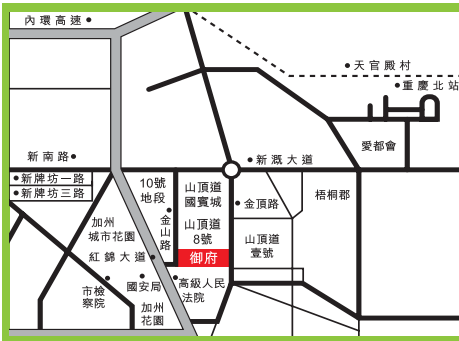 內環高速
天官殿村
重慶北站
愛都會
新南路
新溉大道
新牌坊一路
新牌坊三路
10號
地段
山頂道
國賓城
梧桐郡
金頂路
加州
城市花園
金山路
山頂道
8號
山頂道
壹號
紅錦大道
御府
國安局
高級人民
法院
市檢
察院
加州
花園